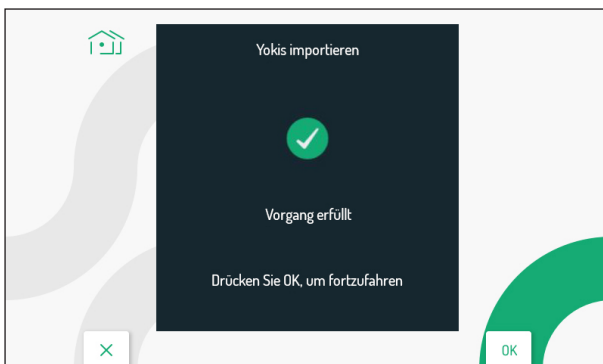 Yokis importieren
Vorgang erfüllt
Drücken Sie OK, um fortzufahren
OK